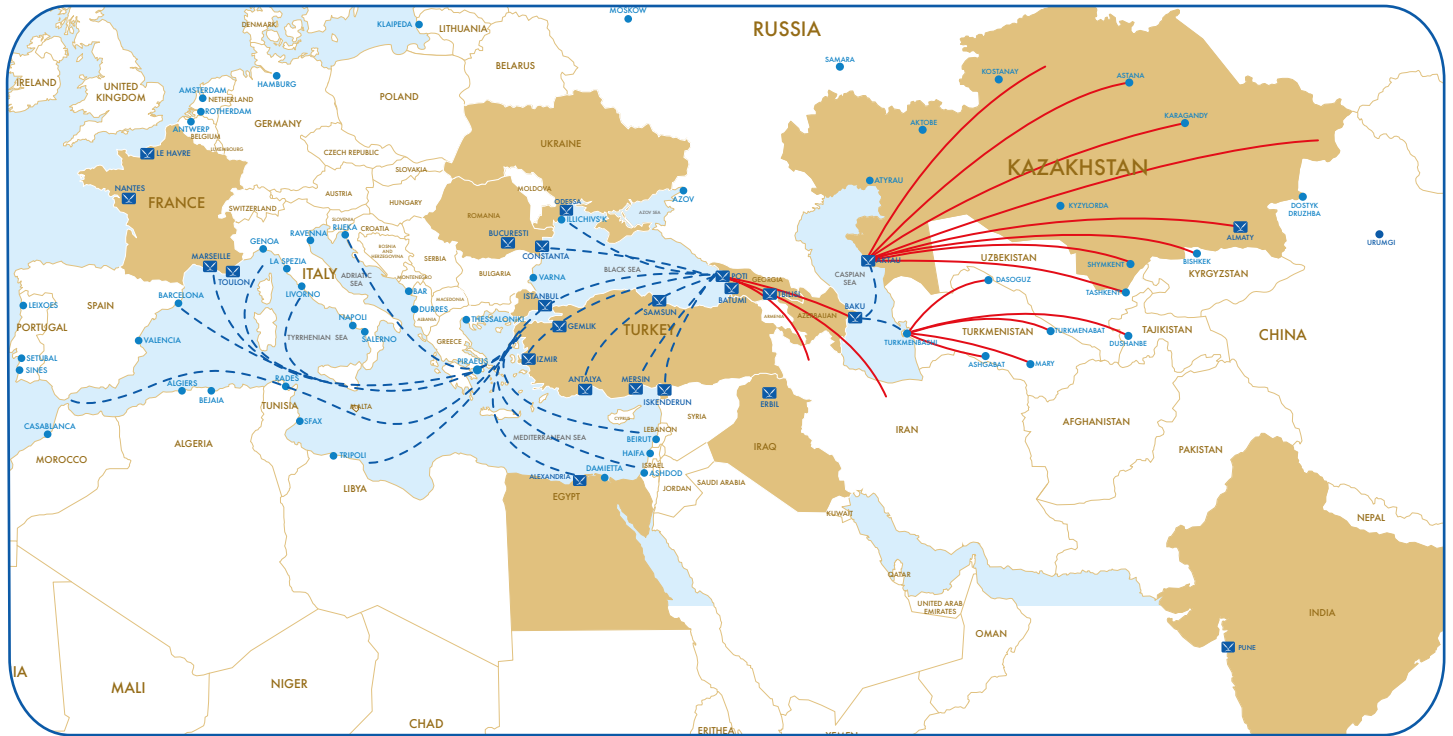 MOSKOW
DENMARK
KLAIPEDA
LITHUANIA
RUSSIA
BELARUS
SAMARA
KOSTANAY
ASTANA
IRELAND
UNITED
KINGDOM
AMSTERDAM
NETHERLAND
ROTHERDAM
ANTWERP
BELGIUM
LUXEMBOURG
HAMBURG
GERMANY
POLAND
AKTOBE
KARAGANDY
LE HAVRE
CZECH REPUBLIC
SLOVAKIA
UKRAINE
KAZAKHSTAN
NANTES
FRANCE
SWITZERLAND
AUSTRIA
HUNGARY
MOLDOVA
ODESSA
ILLICHIVS'K
AZOV
AZOV SEA
ATYRAU
KYZYLORDA
DOSTYK
DRUZHBA
ROMANIA
SLOVENIA
RIJEKA
CROATIA
RAVENNA
GENOA
BUCURESTI
CONSTANTA
ALMATY
URUMGI
BOSNIA
AND
HERZEGOVINA
SERBIA
MARSEILLE
TOULON
LA SPEZIA
LIVORNO
ITALY
ADRIATIC
SEA
MONTENEGRO
BULGARIA
VARNA
BLACK SEA
POTI
BATUMI
GEORGIA
TBILISI
CASPIAN
SEA
AKTAU
UZBEKISTAN
SHYMKENT
BISHKEK
KYRGYZSTAN
DASOGUZ
TASHKENT
SPAIN
BARCELONA
LEIXOES
PORTUGAL
BAR
DURRES
MACEDONIA
ALBANIA
THESSALONIKI
ISTANBUL
GEMLIK
SAMSUN
TURKEY
ARMENIA
AZERBAIJAN
BAKU
TURKMENBASHI
TURKMENISTAN
TURKMENABAT
TAJIKISTAN
DUSHANBE
CHINA
NAPOLI
SALERNO
TYRRHENIAN SEA
VALENCIA
SETUBAL
SINES
GREECE
PIRAEUS
IZMIR
ASHGABAT
MARY
ANTALYA
MERSIN
ISKENDERUN
ALGIERS
BEJAIA
RADES
TUNISIA
MALTA
SFAX
CYPRUS
SYRIA
ERBIL
CASABLANCA
MOROCCO
ALGERIA
TRIPOLI
LIBYA
MEDITERRANEAN SEA
LEBANON
BEIRUT
HAIFA
ISRAEL
ASHDOD
JORDAN
SAUDI ARABIA
IRAQ
IRAN
AFGHANISTAN
PAKISTAN
DAMIETTA
ALEXANDRIA
EGYPT
KUWAIT
NEPAL
QATAR
UNITED ARAB
EMIRATES
OMAN
INDIA
PUNE
IA
MALI
NIGER
CHAD
ERITHEA
YEMEN